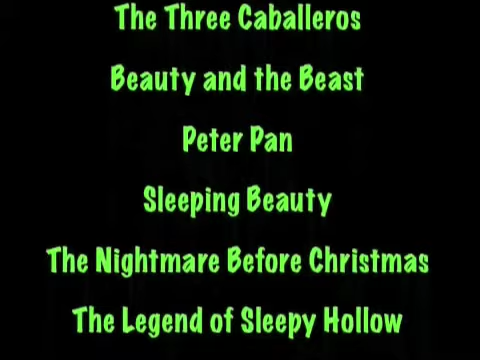 The Three Caballeros
Beauty and the Beast
Peter Pan
Sleeping Beauty
The Nightmare Before Christmas
The Legend of Sleepy Hollow